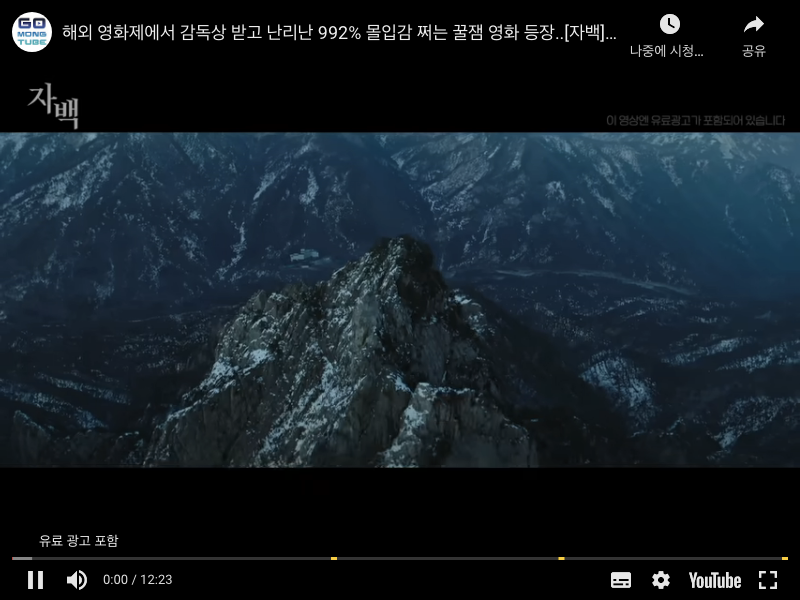 GO
MONG
TUBE
해외 영화제에서 감독상 받고 난리난 992% 몰입감 쩌는 꿀잼 영화 등장..[자백]...
나중에 시청...
공유
자백
이 영상엔 유료광고가 포함되어 있습니다
유료 광고 포함
0:00 / 12:23
YouTube